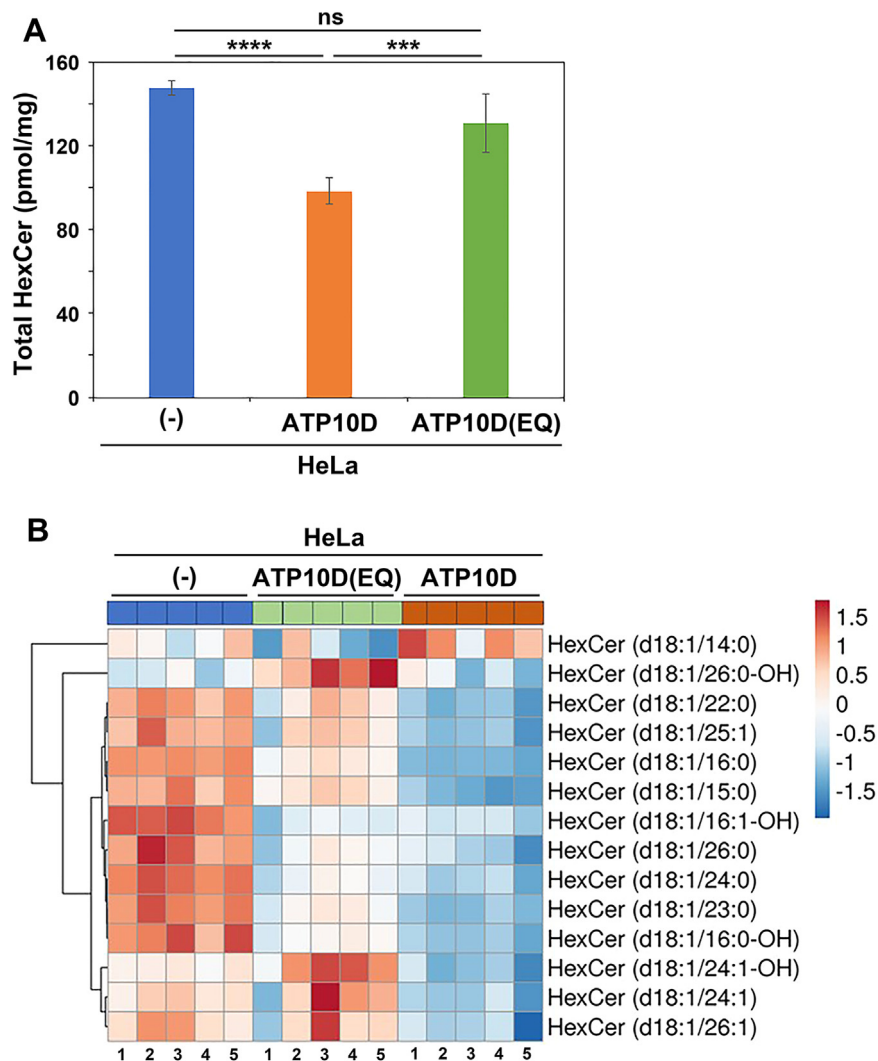 A
ns
**** ***
160
120
80
40
0
Total HexCer (pmol/mg)
(-) ATP10D ATP10D(EQ)
HeLa
B
HeLa
(-) ATP10D(EQ) ATP10D
HexCer (d18:1/14:0)
HexCer (d18:1/26:0-OH)
HexCer (d18:1/22:0)
HexCer (d18:1/25:1)
HexCer (d18:1/16:0)
HexCer (d18:1/15:0)
HexCer (d18:1/16:1-OH)
HexCer (d18:1/26:0)
HexCer (d18:1/24:0)
HexCer (d18:1/23:0)
HexCer (d18:1/16:0-OH)
HexCer (d18:1/24:1-OH)
HexCer (d18:1/24:1)
HexCer (d18:1/26:1)
1 2 3 4 5 1 2 3 4 5 1 2 3 4 5
1.5
1
0.5
0
-0.5
-1
-1.5